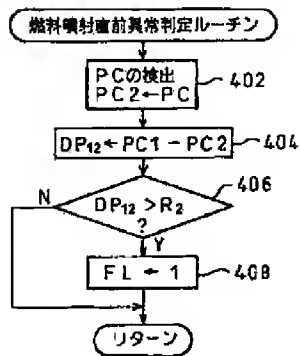 燃料噴射直前異常判定ルーチン
PCの検出
PC2←PC
402
DP₁₂←PC1-PC2
404
406
N
DP₁₂>R₂
?
Y
FL←1
408
リターン